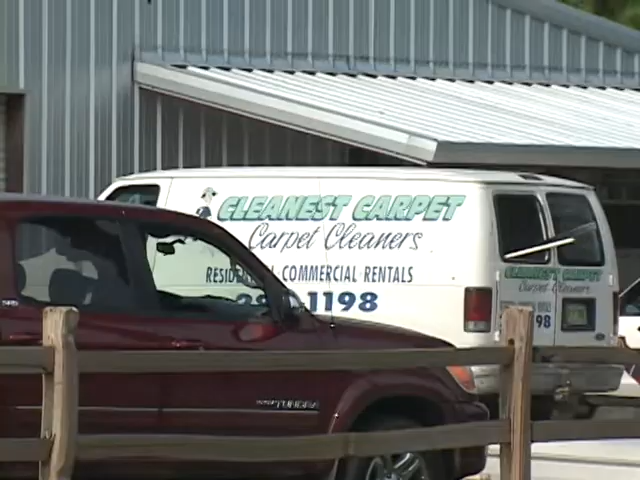 CLEANEST CARPET
Carpet Cleaners
COMMERCIAL RENTALS
1198
CLEANEST CARPET
Carpet Cleaners
98
TUNDRA